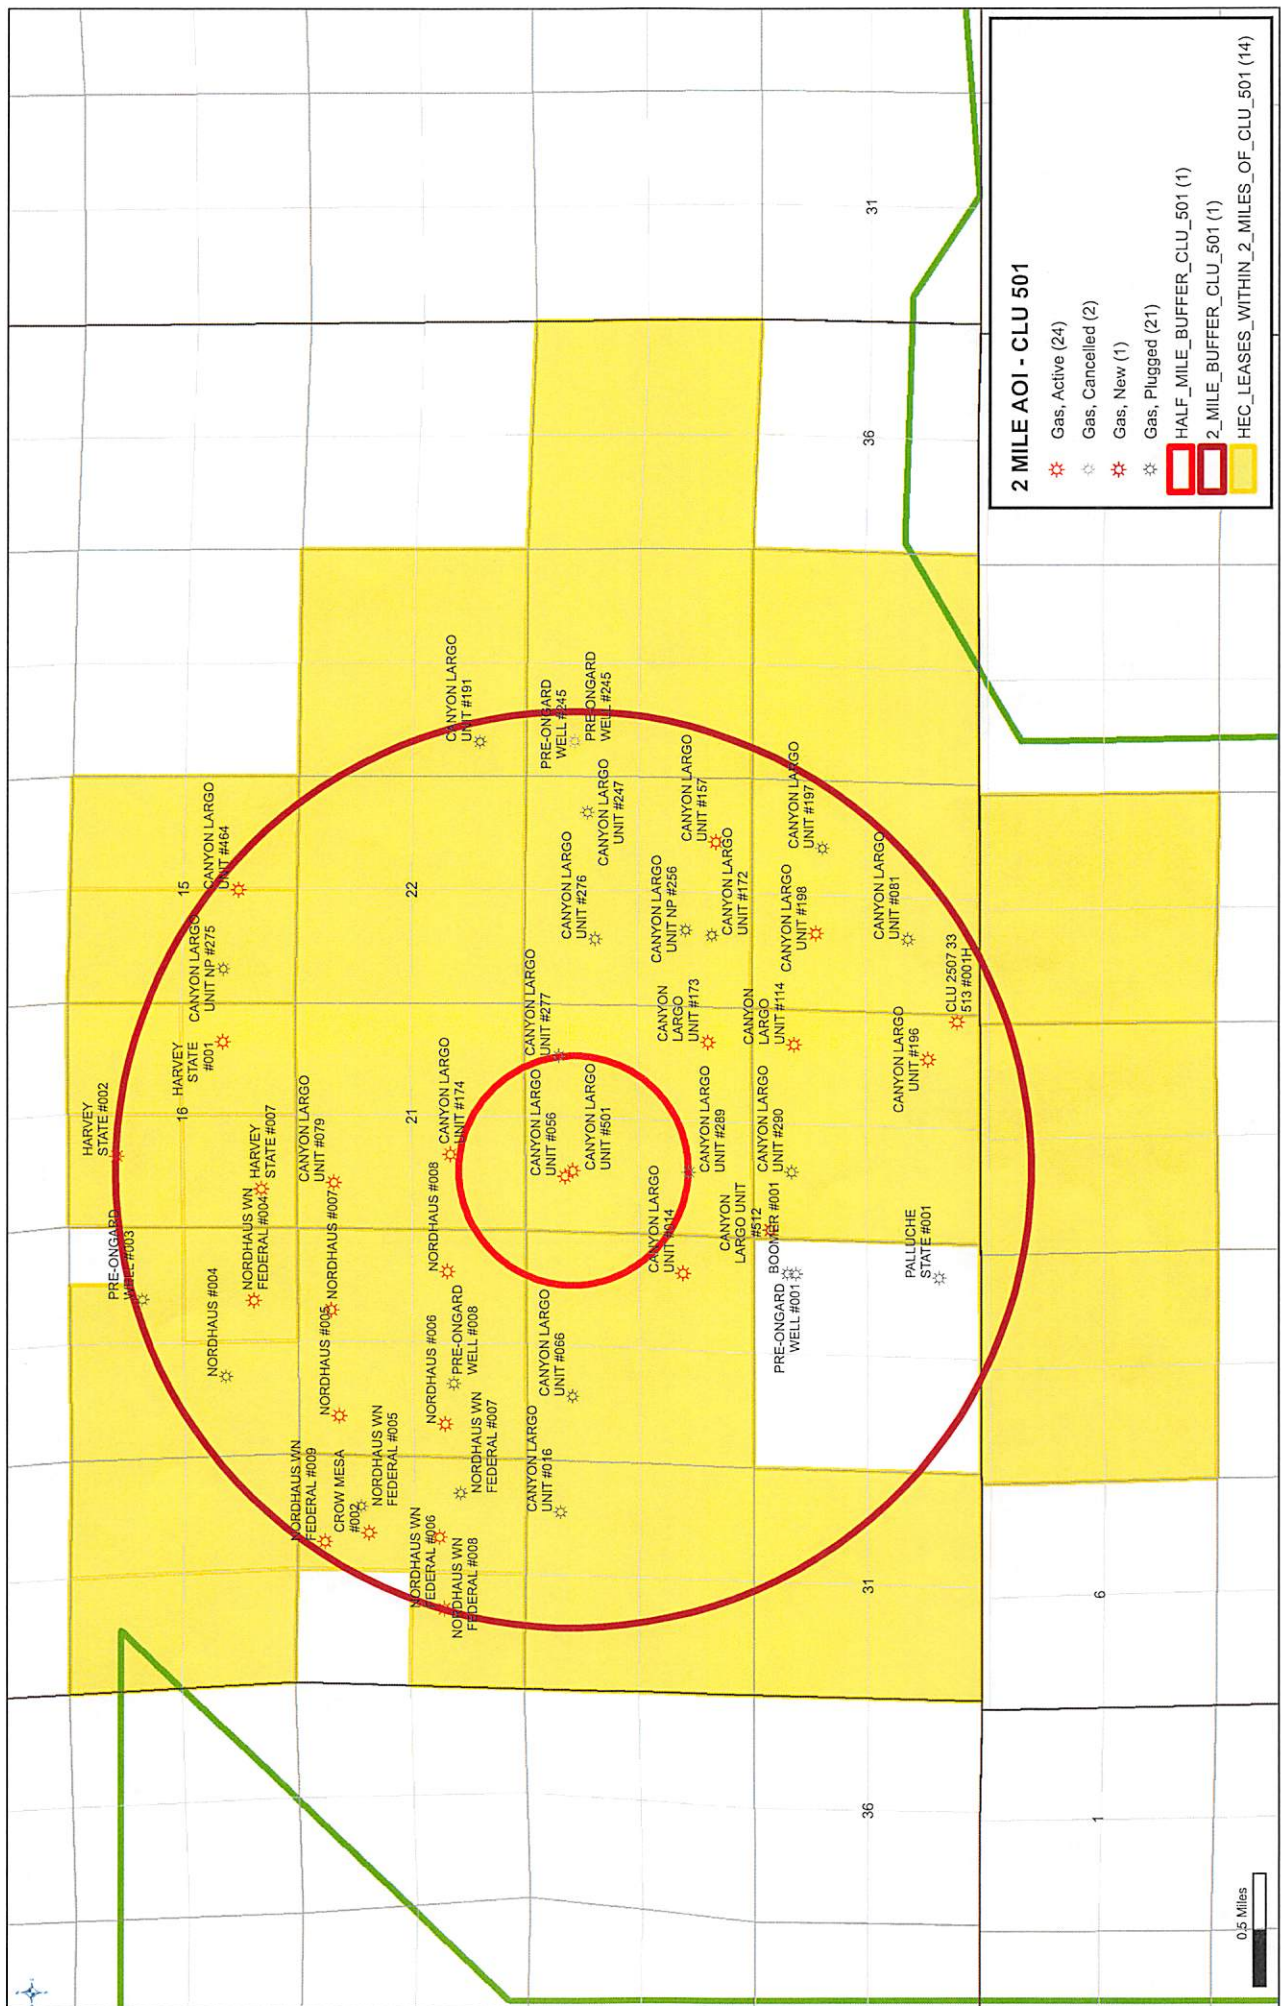 2 MILE AOI - CLU 501
Gas, Active (24)
Gas, Cancelled (2)
Gas, New (1)
Gas, Plugged (21)
HALF_MILE_BUFFER_CLU_501 (1)
2_MILE_BUFFER_CLU_501 (1)
HEC_LEASES_WITHIN_2_MILES_OF_CLU_501 (14)
HARVEY
STATE #002
PRE-ONGARD
WELL #003
16
15
HARVEY
STATE
#001
CANYON LARGO
UNIT NP #275
CANYON LARGO
UNIT #464
NORDHAUS #004
NORDHAUS WN
FEDERAL #004
HARVEY
STATE #007
CANYON LARGO
UNIT #079
NORDHAUS #007
NORDHAUS #005
NORDHAUS WN
FEDERAL #009
CROW MESA
#002
NORDHAUS WN
FEDERAL #005
21
22
NORDHAUS WN
FEDERAL #006
NORDHAUS WN
FEDERAL #008
NORDHAUS #006
PRE-ONGARD
WELL #008
NORDHAUS WN
FEDERAL #007
NORDHAUS #008
CANYON LARGO
UNIT #174
CANYON LARGO
UNIT #191
CANYON LARGO
UNIT #016
CANYON LARGO
UNIT #066
CANYON LARGO
UNIT #056
CANYON LARGO
UNIT #501
CANYON LARGO
UNIT #277
CANYON LARGO
UNIT #276
CANYON LARGO
UNIT #247
PRE-ONGARD
WELL #245
PRE-ONGARD
WELL #245
CANYON LARGO
UNIT #014
CANYON LARGO
UNIT #289
CANYON
LARGO
UNIT #173
CANYON LARGO
UNIT NP #256
CANYON LARGO
UNIT #172
CANYON LARGO
UNIT #157
CANYON
LARGO UNIT
#512
BOOMER #001
PRE-ONGARD
WELL #001
CANYON LARGO
UNIT #290
CANYON
LARGO
UNIT #114
CANYON LARGO
UNIT #198
CANYON LARGO
UNIT #197
36
31
36
31
PALLUCHE
STATE #001
CANYON LARGO
UNIT #196
CANYON LARGO
UNIT #081
CLU 2507 33
513 #001H
1
6
0.5 Miles